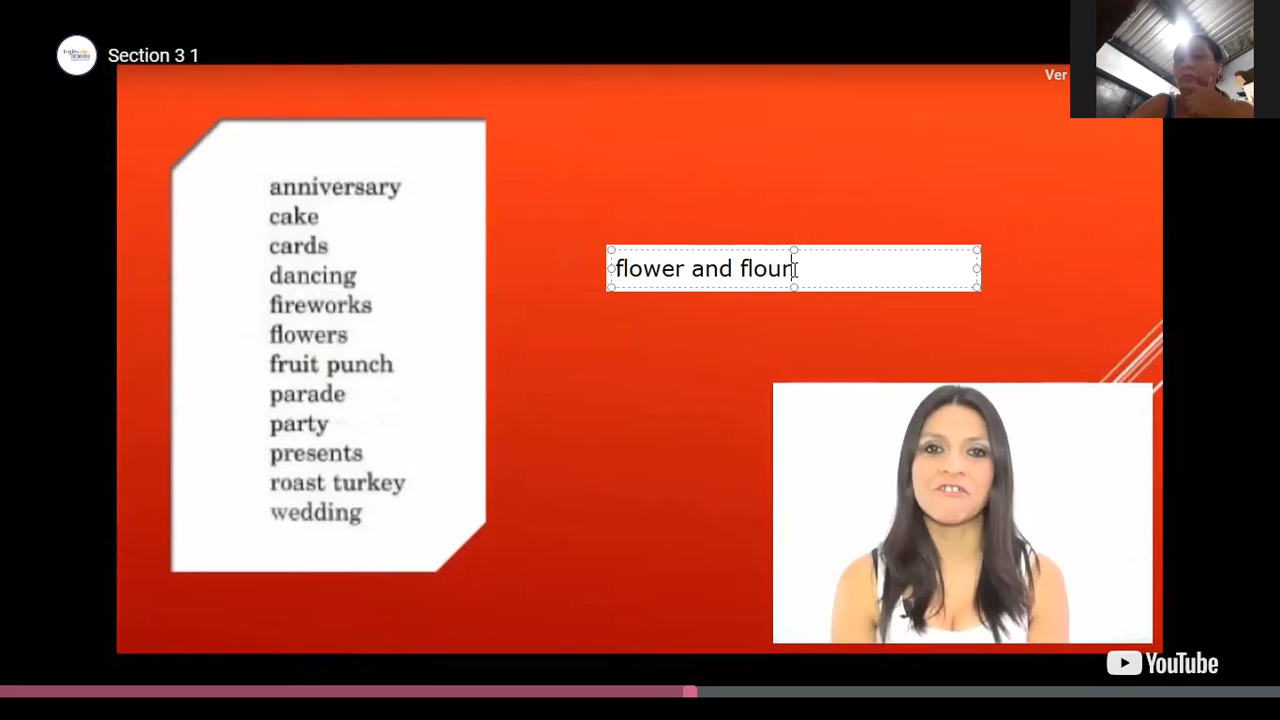 Section 3 1
Ver
anniversary
cake
cards
dancing
fireworks
flowers
fruit punch
parade
party
presents
roast turkey
wedding
flower and flour
YouTube